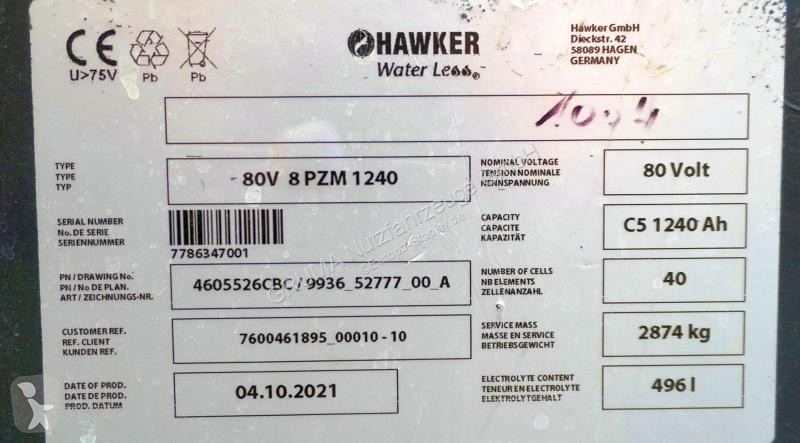 CE
U>75V
Pb
Pb
HAWKER
Water Less®
Hawker GmbH
Dieckstr. 42
58089 HAGEN
GERMANY
TYPE
TYPE
TYP
80V 8 PZM 1240
NOMINAL VOLTAGE
TENSION NOMINALE
NENNSPANNUNG
80 Volt
SERIAL NUMBER
No. DE SERIE
SERIENNUMMER
7786347001
CAPACITY
CAPACITE
KAPAZITÄT
C5 1240 Ah
PN / DRAWING No.
PN / No DE PLAN.
ART / ZEICHNUNGS-NR.
4605526CBC / 9936_52777_00_A
NUMBER OF CELLS
NB ELEMENTS
ZELLENANZAHL
40
CUSTOMER REF.
REF. CLIENT
KUNDEN REF.
7600461895_00010 - 10
SERVICE MASS
MASSE EN SERVICE
BETRIEBSGEWICHT
2874 kg
DATE OF PROD.
DATE DE PROD.
PROD. DATUM
04.10.2021
ELECTROLYTE CONTENT
TENEUR EN ELECTROLYTE
ELEKTROLYTGEHALT
496 l